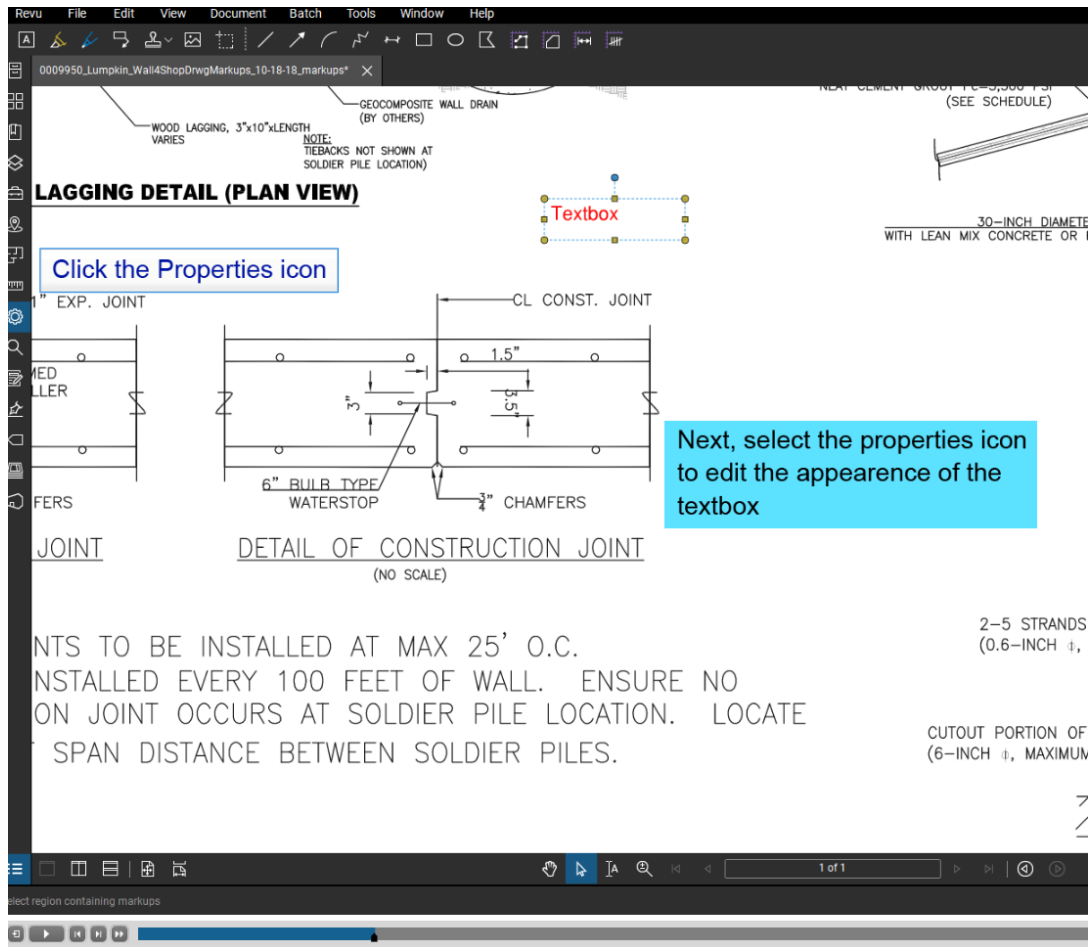 Revu File Edit View Document Batch Tools Window Help
0009950_Lumpkin_Wall4ShopDrwgMarkups_10-18-18_markups*
GEOCOMPOSITE WALL DRAIN
(BY OTHERS)
(SEE SCHEDULE)
WOOD LAGGING, 3"x10"xLENGTH
VARIES
NOTE:
TIEBACKS NOT SHOWN AT
SOLDIER PILE LOCATION)
LAGGING DETAIL (PLAN VIEW)
Textbox
30-INCH DIAMETE
WITH LEAN MIX CONCRETE OR
Click the Properties icon
1" EXP. JOINT
CL CONST. JOINT
1.5"
MED
LLER
3"
3.5"
Next, select the properties icon
to edit the appearence of the
textbox
6" BULB TYPE
WATERSTOP
3/4" CHAMFERS
FERS
JOINT
DETAIL OF CONSTRUCTION JOINT
(NO SCALE)
2-5 STRANDS
(0.6-INCH ϕ,
NTS TO BE INSTALLED AT MAX 25' O.C.
NSTALLED EVERY 100 FEET OF WALL. ENSURE NO
ON JOINT OCCURS AT SOLDIER PILE LOCATION. LOCATE
SPAN DISTANCE BETWEEN SOLDIER PILES.
CUTOUT PORTION OF
(6-INCH ϕ, MAXIMUM
1 of 1
elect region containing markups